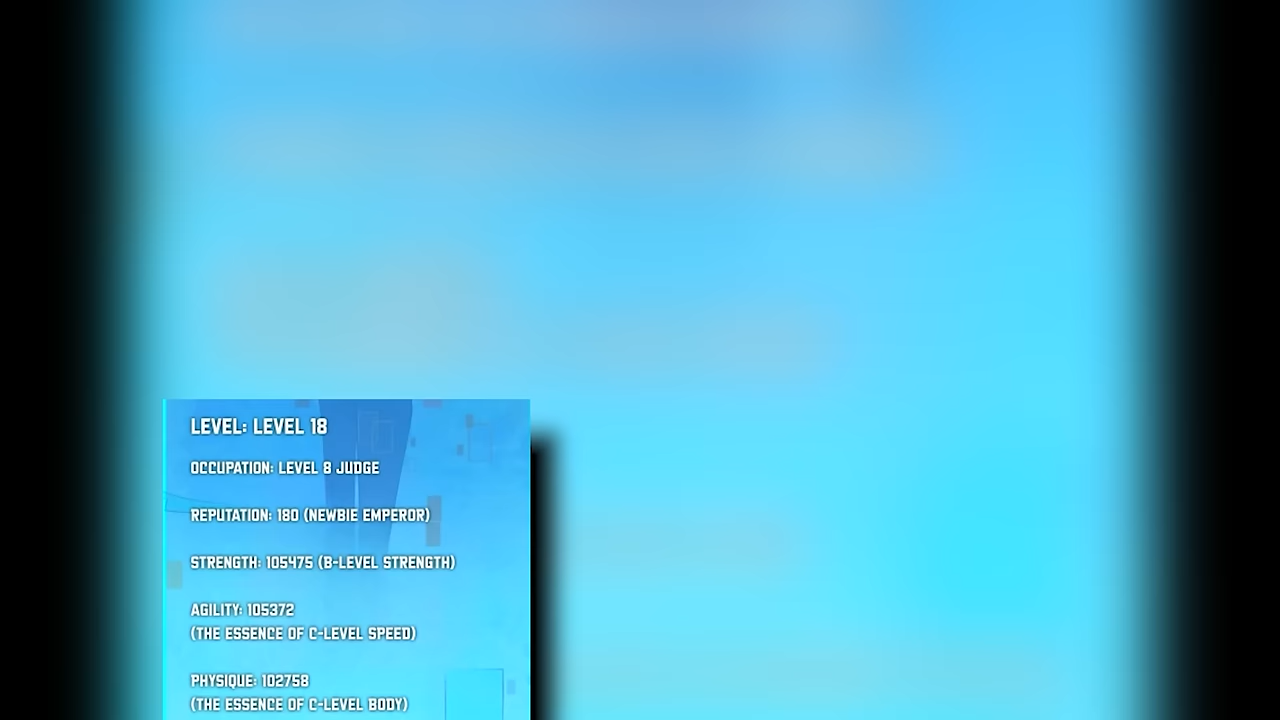 LEVEL: LEVEL 18
OCCUPATION: LEVEL 8 JUDGE
REPUTATION: 180 (NEWBIE EMPEROR)
STRENGTH: 105475 (B-LEVEL STRENGTH)
AGILITY: 105372
(THE ESSENCE OF C-LEVEL SPEED)
PHYSIQUE: 102758
(THE ESSENCE OF C-LEVEL BODY)